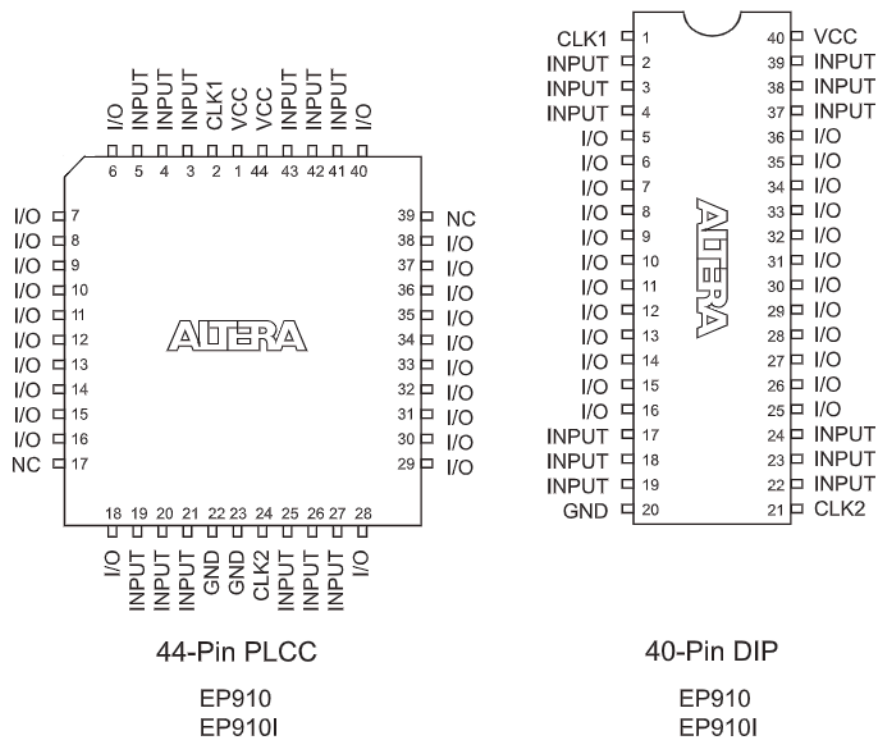 I/O INPUT INPUT INPUT CLK1 VCC VCC INPUT INPUT INPUT I/O
6 5 4 3 2 1 44 43 42 41 40
I/O 7 39 NC
I/O 8 38 I/O
I/O 9 37 I/O
I/O 10 36 I/O
I/O 11 35 I/O
I/O 12 34 I/O
I/O 13 33 I/O
I/O 14 32 I/O
I/O 15 31 I/O
I/O 16 30 I/O
NC 17 29 I/O
ALTERA
18 19 20 21 22 23 24 25 26 27 28
I/O INPUT INPUT INPUT GND GND CLK2 INPUT INPUT INPUT I/O
44-Pin PLCC
EP910
EP910I
CLK1 1 40 VCC
INPUT 2 39 INPUT
INPUT 3 38 INPUT
INPUT 4 37 INPUT
I/O 5 36 I/O
I/O 6 35 I/O
I/O 7 34 I/O
I/O 8 33 I/O
I/O 9 32 I/O
I/O 10 31 I/O
I/O 11 30 I/O
I/O 12 29 I/O
I/O 13 28 I/O
I/O 14 27 I/O
I/O 15 26 I/O
I/O 16 25 I/O
INPUT 17 24 INPUT
INPUT 18 23 INPUT
INPUT 19 22 INPUT
GND 20 21 CLK2
ALTERA
40-Pin DIP
EP910
EP910I